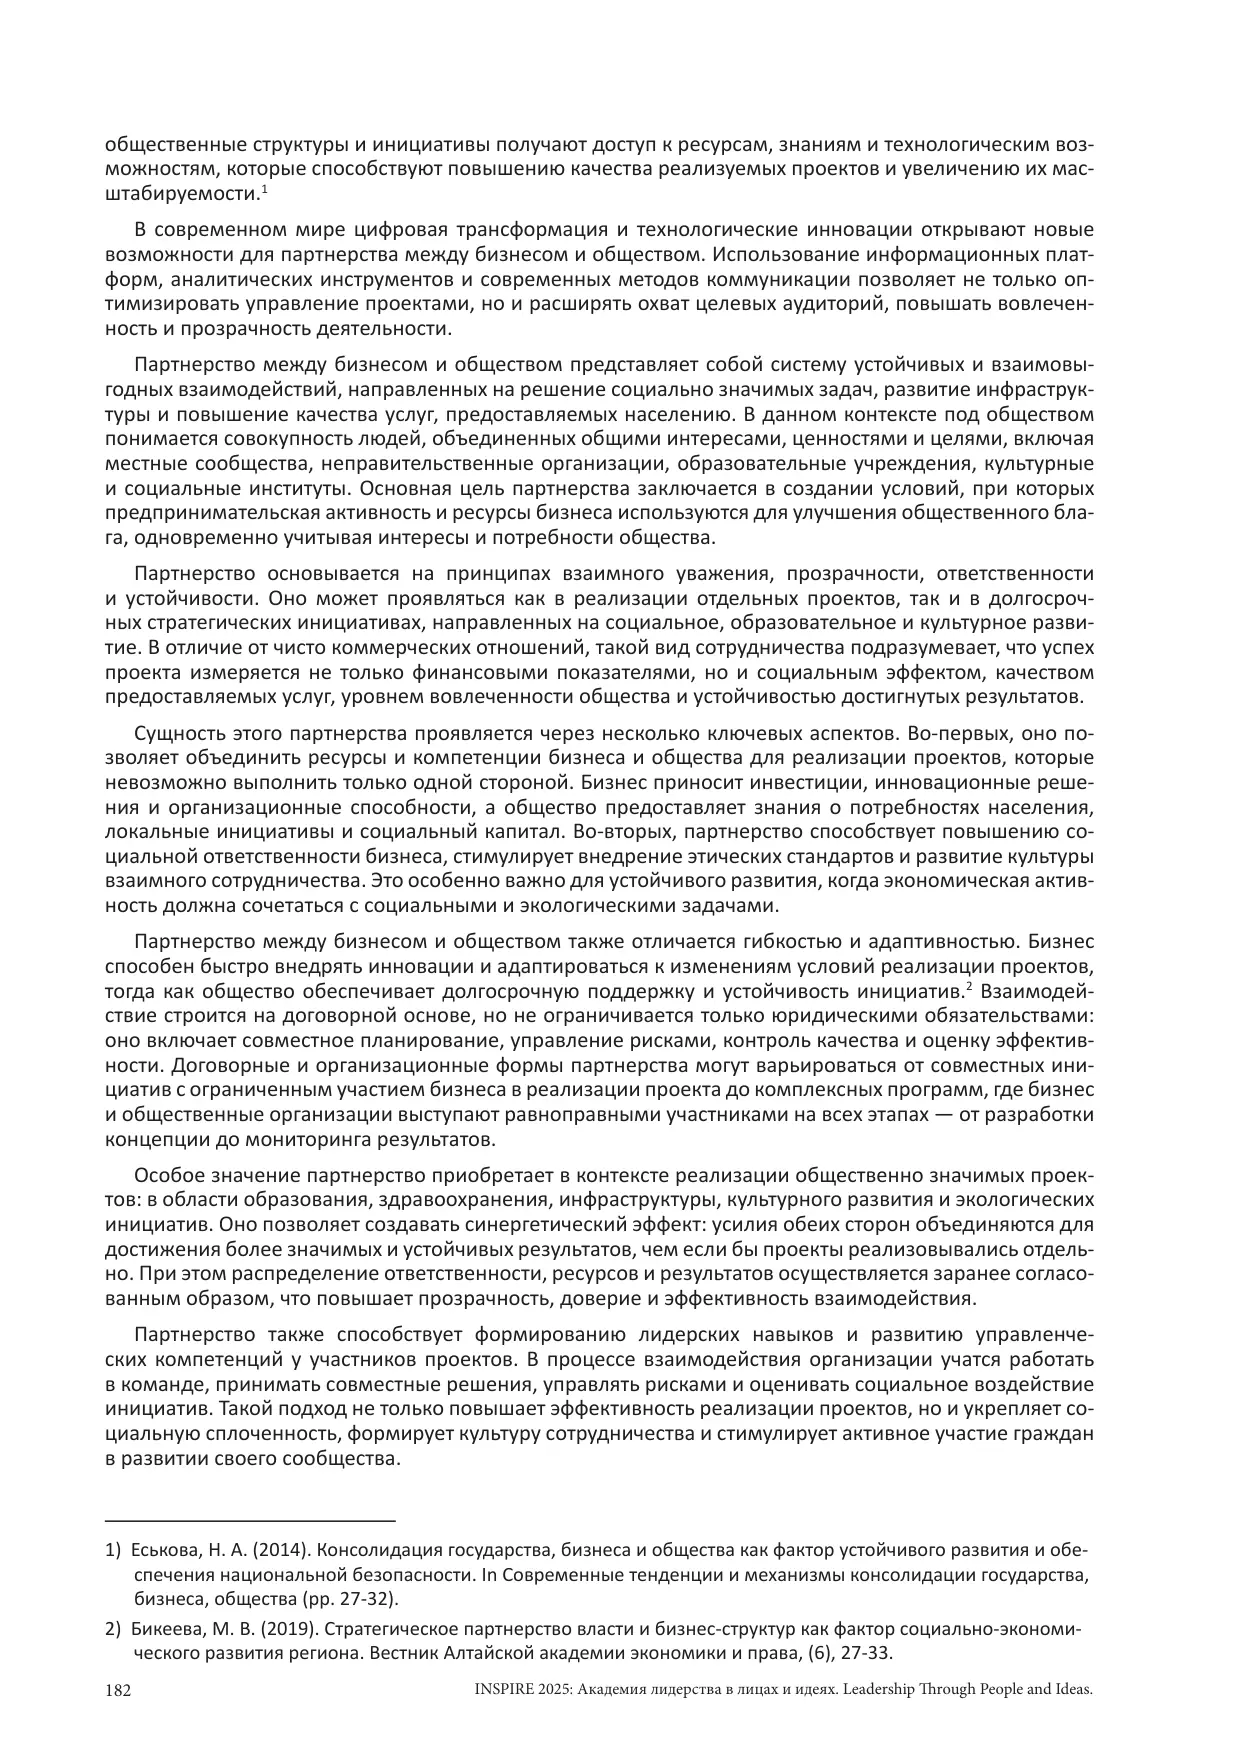 общественные структуры и инициативы получают доступ к ресурсам, знаниям и технологическим воз-
можностям, которые способствуют повышению качества реализуемых проектов и увеличению их мас-
штабируемости.1
В современном мире цифровая трансформация и технологические инновации открывают новые
возможности для партнерства между бизнесом и обществом. Использование информационных плат-
форм, аналитических инструментов и современных методов коммуникации позволяет не только оп-
тимизировать управление проектами, но и расширять охват целевых аудиторий, повышать вовлечен-
ность и прозрачность деятельности.
Партнерство между бизнесом и обществом представляет собой систему устойчивых и взаимовы-
годных взаимодействий, направленных на решение социально значимых задач, развитие инфраструк-
туры и повышение качества услуг, предоставляемых населению. В данном контексте под обществом
понимается совокупность людей, объединенных общими интересами, ценностями и целями, включая
местные сообщества, неправительственные организации, образовательные учреждения, культурные
и социальные институты. Основная цель партнерства заключается в создании условий, при которых
предпринимательская активность и ресурсы бизнеса используются для улучшения общественного бла-
га, одновременно учитывая интересы и потребности общества.
Партнерство основывается на принципах взаимного уважения, прозрачности, ответственности
и устойчивости. Оно может проявляться как в реализации отдельных проектов, так и в долгосроч-
ных стратегических инициативах, направленных на социальное, образовательное и культурное разви-
тие. В отличие от чисто коммерческих отношений, такой вид сотрудничества подразумевает, что успех
проекта измеряется не только финансовыми показателями, но и социальным эффектом, качеством
предоставляемых услуг, уровнем вовлеченности общества и устойчивостью достигнутых результатов.
Сущность этого партнерства проявляется через несколько ключевых аспектов. Во-первых, оно по-
зволяет объединить ресурсы и компетенции бизнеса и общества для реализации проектов, которые
невозможно выполнить только одной стороной. Бизнес приносит инвестиции, инновационные реше-
ния и организационные способности, а общество предоставляет знания о потребностях населения,
локальные инициативы и социальный капитал. Во-вторых, партнерство способствует повышению со-
циальной ответственности бизнеса, стимулирует внедрение этических стандартов и развитие культуры
взаимного сотрудничества. Это особенно важно для устойчивого развития, когда экономическая актив-
ность должна сочетаться с социальными и экологическими задачами.
Партнерство между бизнесом и обществом также отличается гибкостью и адаптивностью. Бизнес
способен быстро внедрять инновации и адаптироваться к изменениям условий реализации проектов,
тогда как общество обеспечивает долгосрочную поддержку и устойчивость инициатив.2 Взаимодей-
ствие строится на договорной основе, но не ограничивается только юридическими обязательствами:
оно включает совместное планирование, управление рисками, контроль качества и оценку эффектив-
ности. Договорные и организационные формы партнерства могут варьироваться от совместных ини-
циатив с ограниченным участием бизнеса в реализации проекта до комплексных программ, где бизнес
и общественные организации выступают равноправными участниками на всех этапах — от разработки
концепции до мониторинга результатов.
Особое значение партнерство приобретает в контексте реализации общественно значимых проек-
тов: в области образования, здравоохранения, инфраструктуры, культурного развития и экологических
инициатив. Оно позволяет создавать синергетический эффект: усилия обеих сторон объединяются для
достижения более значимых и устойчивых результатов, чем если бы проекты реализовывались отдель-
но. При этом распределение ответственности, ресурсов и результатов осуществляется заранее согласо-
ванным образом, что повышает прозрачность, доверие и эффективность взаимодействия.
Партнерство также способствует формированию лидерских навыков и развитию управленче-
ских компетенций у участников проектов. В процессе взаимодействия организации учатся работать
в команде, принимать совместные решения, управлять рисками и оценивать социальное воздействие
инициатив. Такой подход не только повышает эффективность реализации проектов, но и укрепляет со-
циальную сплоченность, формирует культуру сотрудничества и стимулирует активное участие граждан
в развитии своего сообщества.
1) Еськова, Н. А. (2014). Консолидация государства, бизнеса и общества как фактор устойчивого развития и обе-
спечения национальной безопасности. In Современные тенденции и механизмы консолидации государства,
бизнеса, общества (pp. 27-32).
2) Бикеева, М. В. (2019). Стратегическое партнерство власти и бизнес-структур как фактор социально-экономи-
ческого развития региона. Вестник Алтайской академии экономики и права, (6), 27-33.
182 INSPIRE 2025: Академия лидерства в лицах и идеях. Leadership Through People and Ideas.